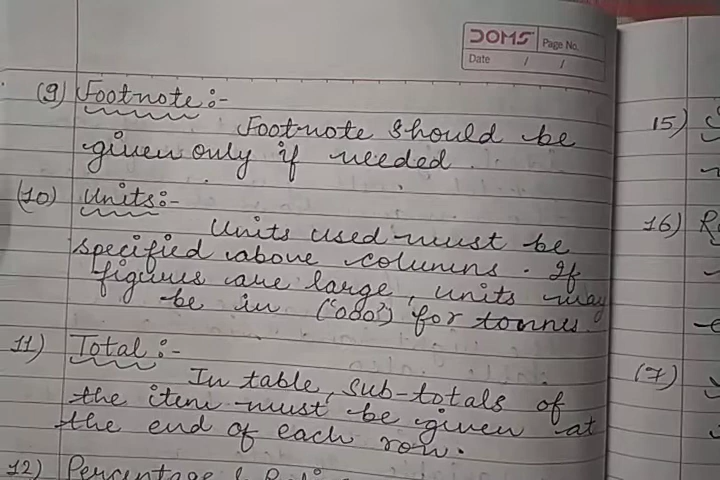 DOMS Page No.
Date / /
(9) Footnote :-
Footnote should be
given only if needed
(10) Units :-
Units used must be
specified above columns. If
figures are large, units may
be in ('000') for tonnes
11) Total :-
In table, sub-totals of
the item must be given at
the end of each row.
12) Percentage &
15)
16)
(7)